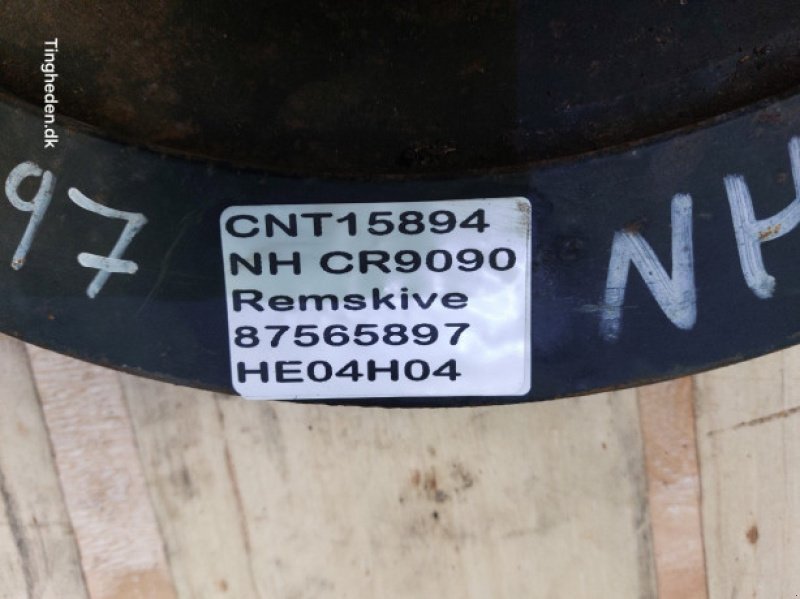 Tingheden.dk
97
CNT15894
NH CR9090
Remskive
87565897
HE04H04
NH